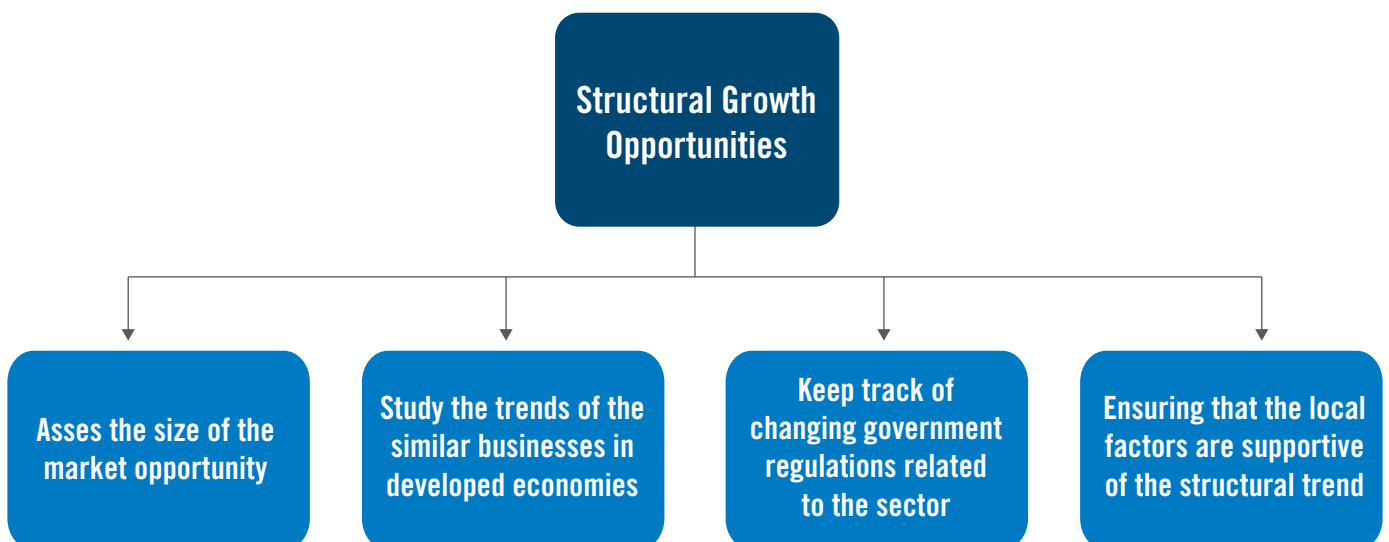 Structural Growth
Opportunities
Asses the size of the
market opportunity
Study the trends of the
similar businesses in
developed economies
Keep track of
changing government
regulations related
to the sector
Ensuring that the local
factors are supportive
of the structural trend